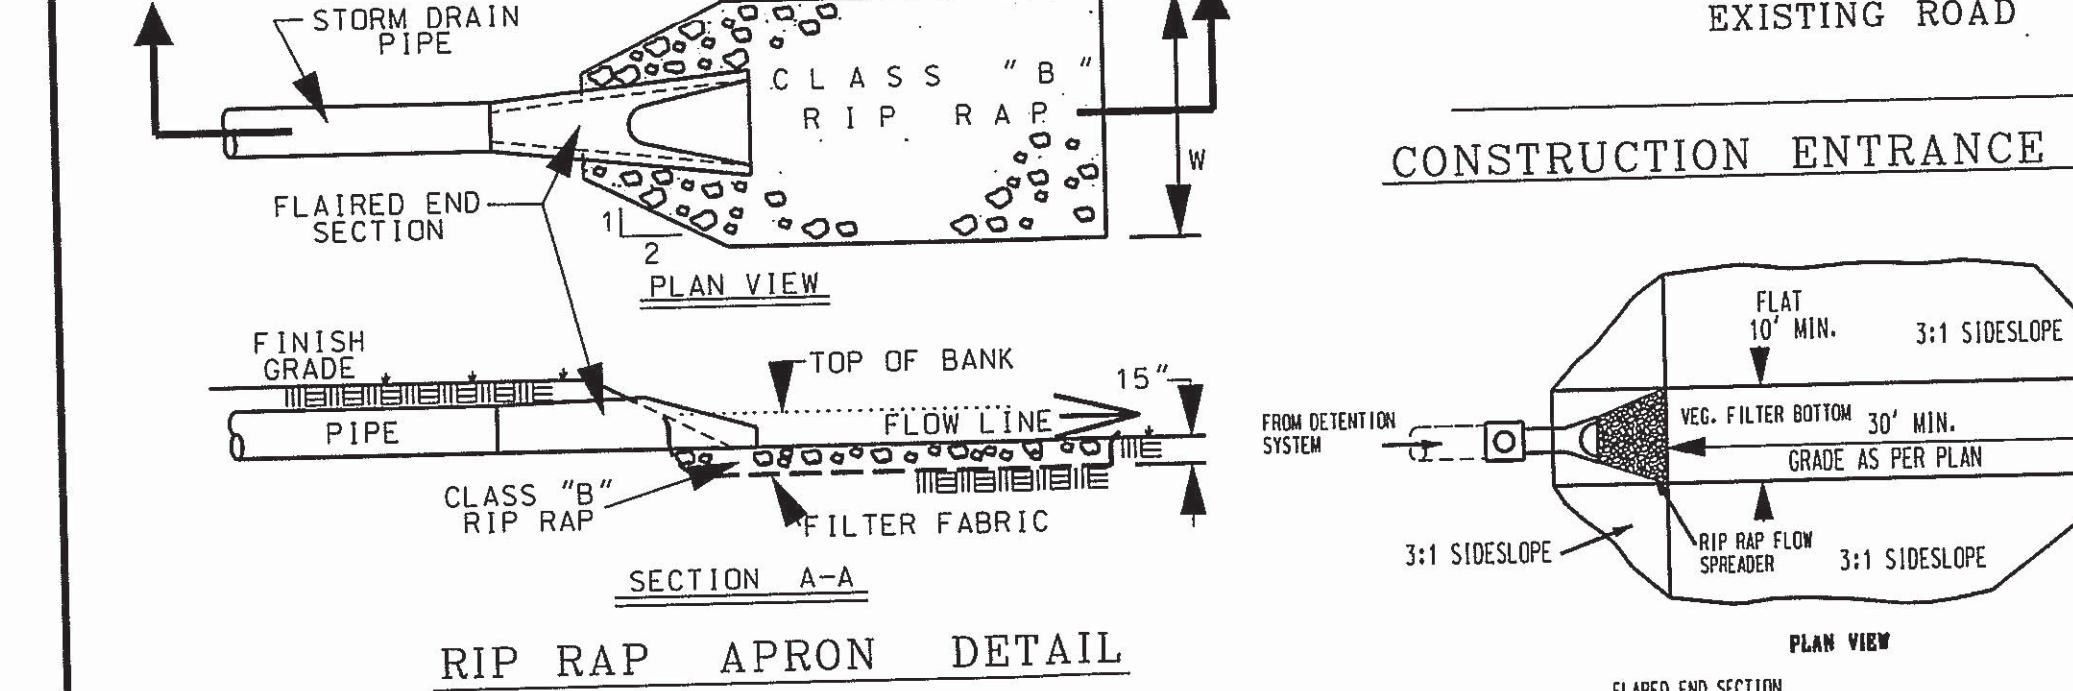 STORM DRAIN
PIPE
CLASS "B"
RIP RAP
W
FLAIRED END
SECTION
1
2
PLAN VIEW
FINISH
GRADE
TOP OF BANK
15"
FLOW LINE
PIPE
CLASS "B"
RIP RAP
FILTER FABRIC
SECTION A-A
RIP RAP APRON DETAIL
EXISTING ROAD
CONSTRUCTION ENTRANCE
FLAT
10' MIN.
3:1 SIDESLOPE
FROM DETENTION
SYSTEM
VEG. FILTER BOTTOM
30' MIN.
GRADE AS PER PLAN
RIP RAP FLOW
SPREADER
3:1 SIDESLOPE
3:1 SIDESLOPE
PLAN VIEW
FLARED END SECTION